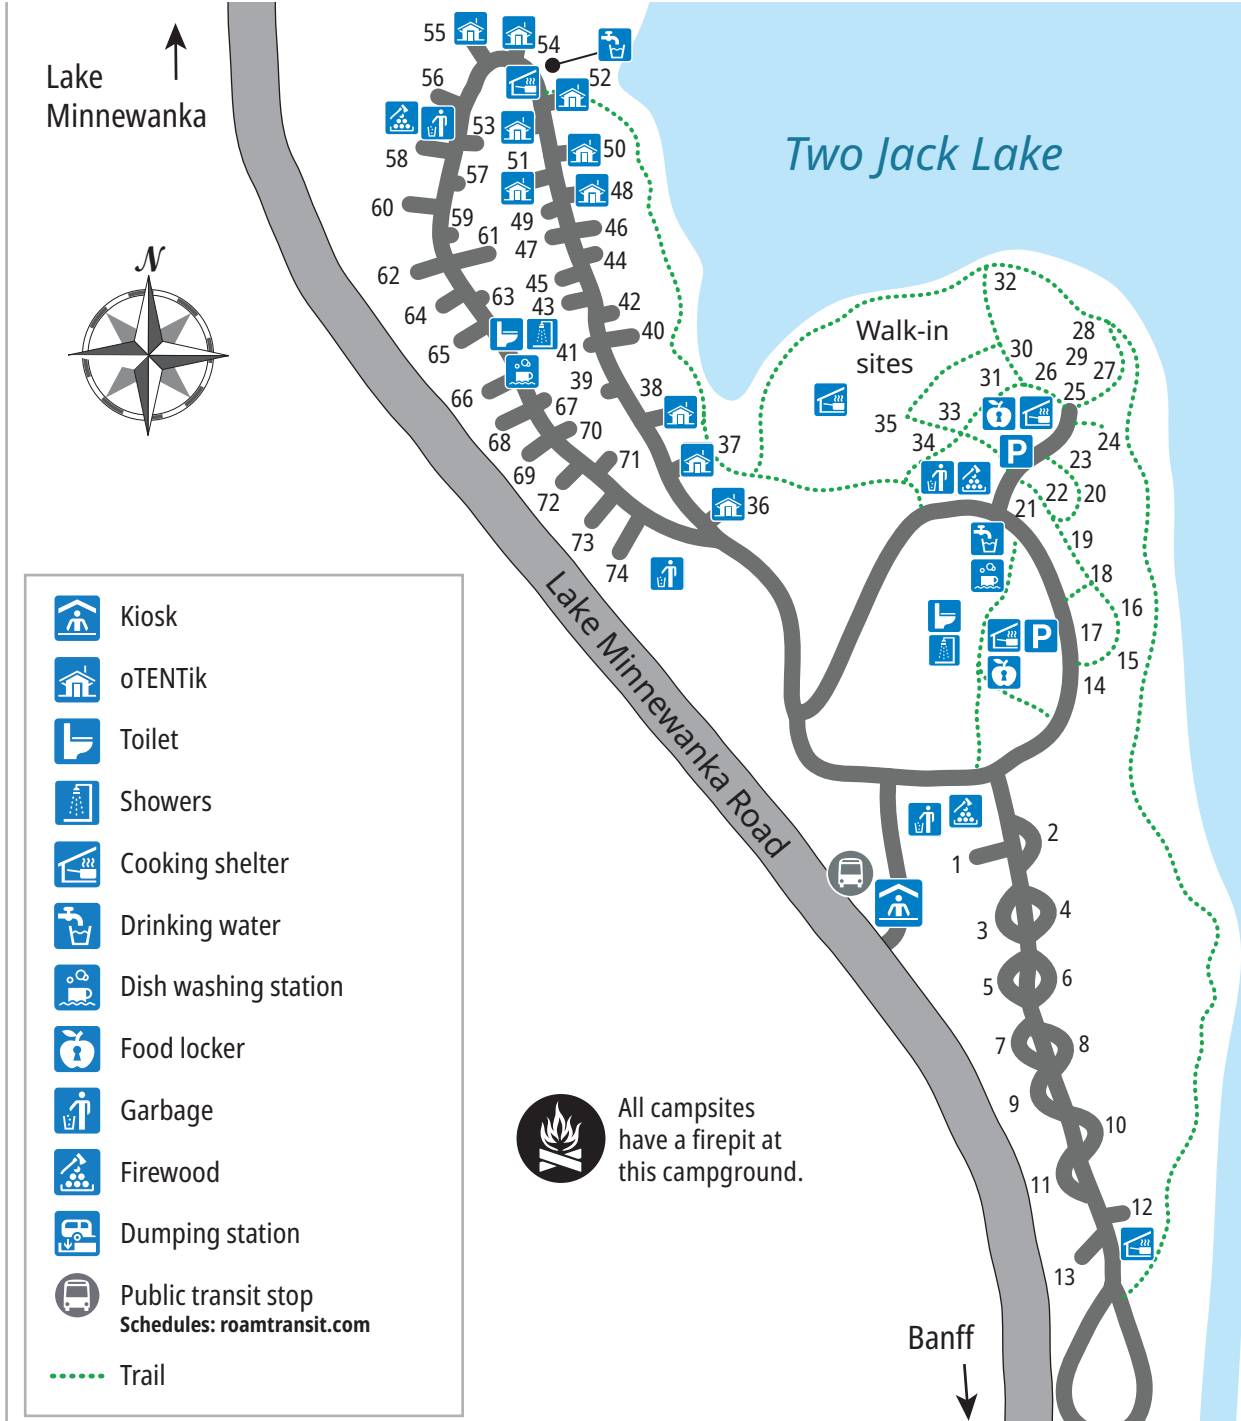 Lake
Minnewanka
N
55
54
52
56
53
50
58
51
57
48
60
49
59
46
61
47
44
62
45
63
43
42
64
40
65
41
39
38
66
67
37
68
70
69
71
36
72
73
74
Two Jack Lake
32
28
Walk-in
sites
30
29
26
27
31
25
35
33
34
24
P
23
22
20
21
19
18
16
17
P
15
14
Lake Minnewanka Road
2
1
4
3
6
5
7
8
9
10
11
12
13
Kiosk
oTENTik
Toilet
Showers
Cooking shelter
Drinking water
Dish washing station
Food locker
Garbage
Firewood
Dumping station
Public transit stop
Schedules: roamtransit.com
Trail
All campsites
have a firepit at
this campground.
Banff